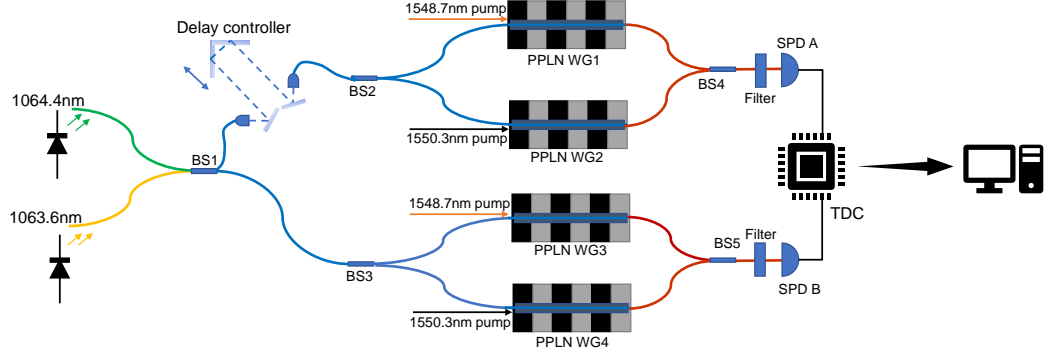 1548.7nm pump
PPLN WG1
Delay controller
SPD A
BS2
BS4
Filter
1064.4nm
1550.3nm pump
PPLN WG2
BS1
1548.7nm pump
TDC
1063.6nm
PPLN WG3
Filter
BS5
BS3
SPD B
1550.3nm pump
PPLN WG4